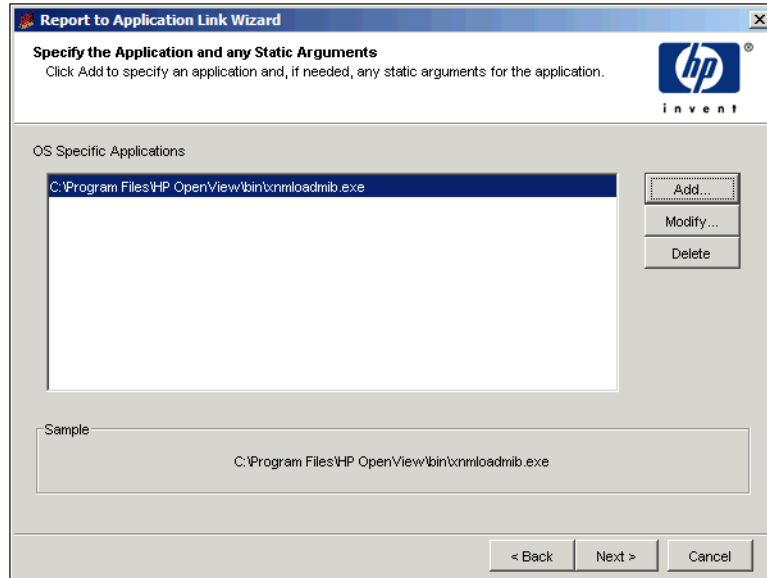 Report to Application Link Wizard
Specify the Application and any Static Arguments
Click Add to specify an application and, if needed, any static arguments for the application.
hp
®
invent
OS Specific Applications
C:\Program Files\HP OpenView\bin\xnmloadmib.exe
Add...
Modify...
Delete
Sample
C:\Program Files\HP OpenView\bin\xnmloadmib.exe
< Back
Next >
Cancel